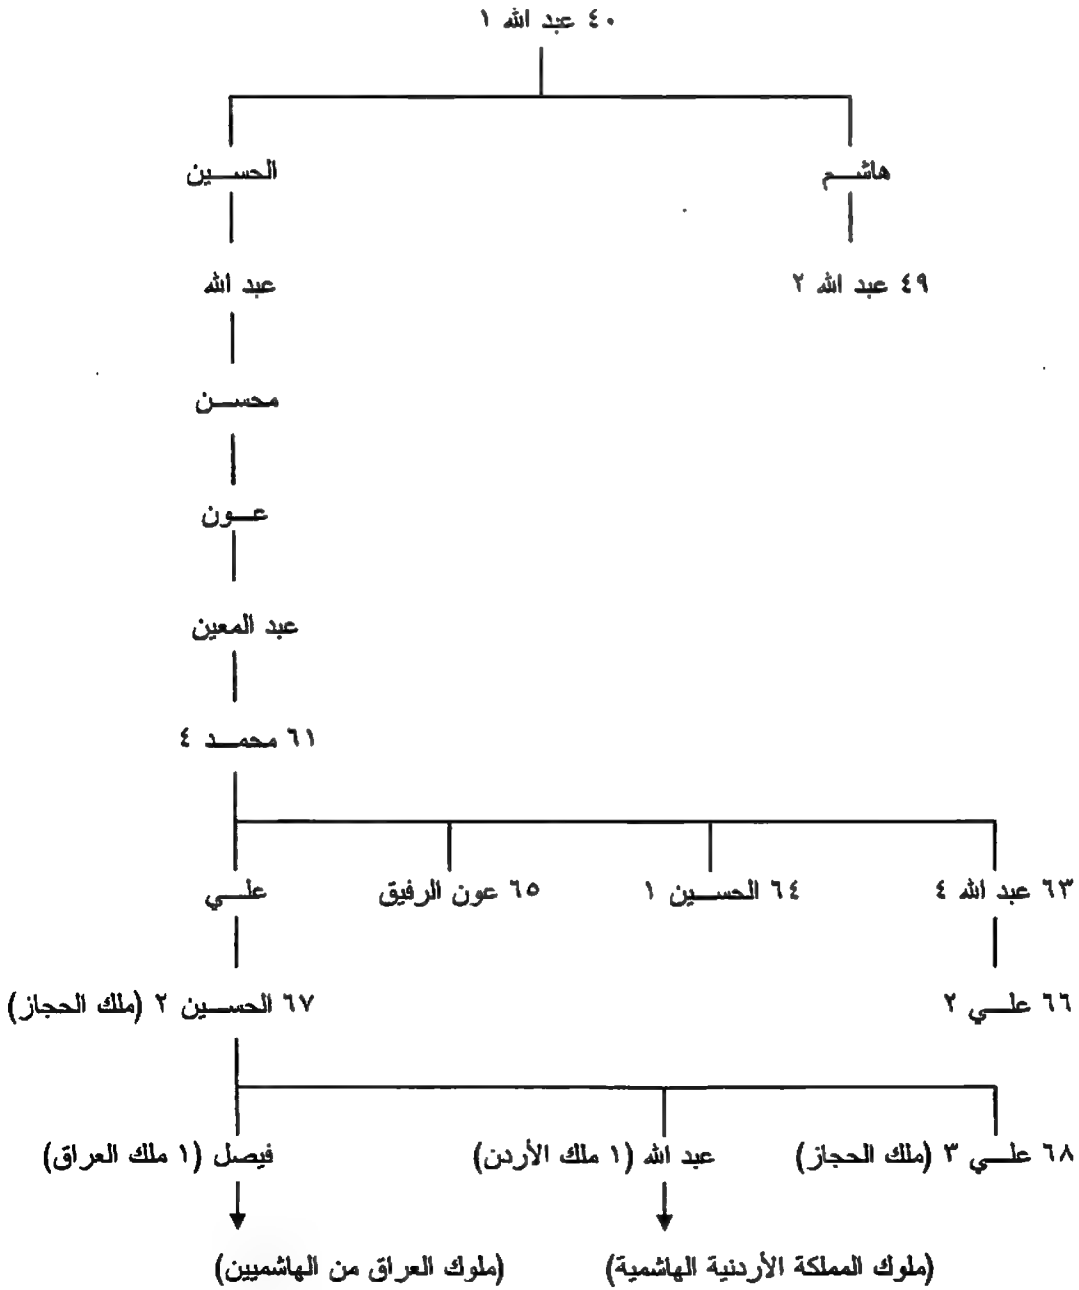 ٤٠ عبد الله ١
هاشم
الحسين
٤٩ عبد الله ٢
عبد الله
محسن
عون
عبد المعين
٦١ محمد ٤
٦٣ عبد الله ٤
٦٤ الحسين ١
٦٥ عون الرفيق
علي
٦٦ علي ٢
٦٧ الحسين ٢ (ملك الحجاز)
٦٨ علي ٣ (ملك الحجاز)
عبد الله (١ ملك الأردن)
فيصل (١ ملك العراق)
(ملوك المملكة الأردنية الهاشمية)
(ملوك العراق من الهاشميين)